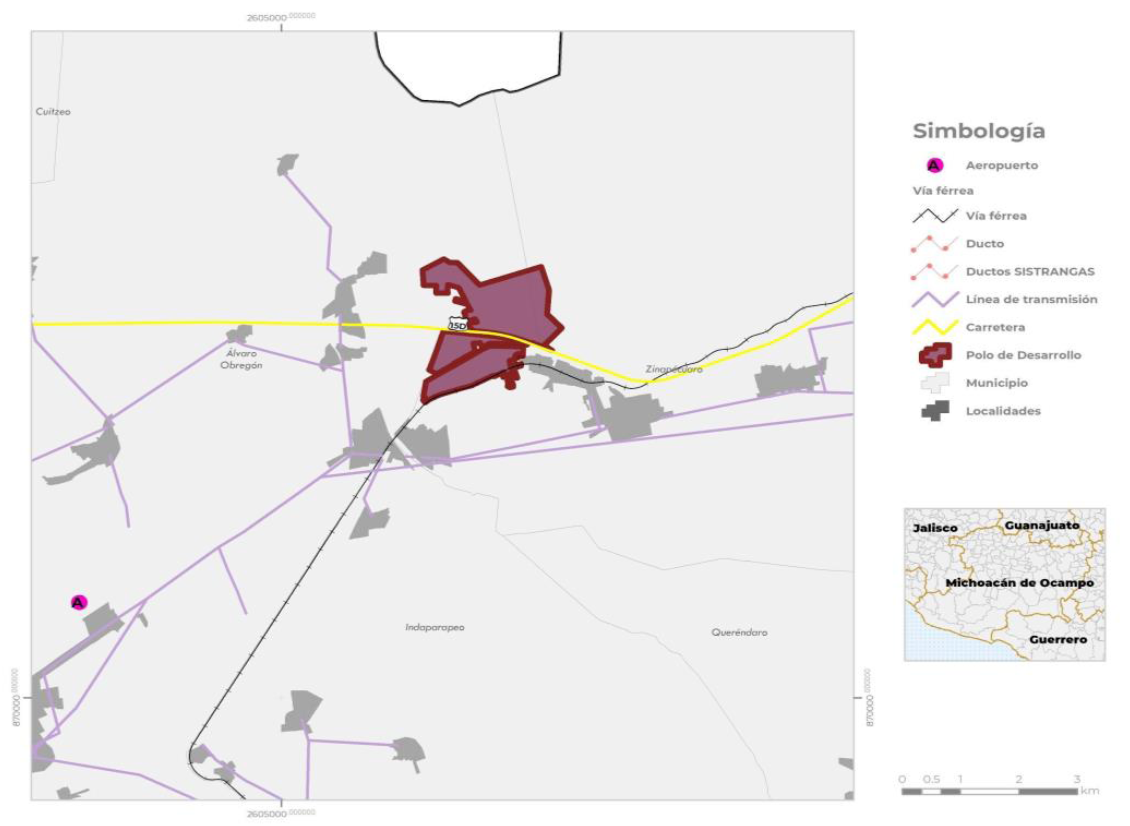 2605000.000000
Cuitzeo
15D
Álvaro
Obregón
Zinapécuaro
A
Indaparapeo
Queréndaro
870000.000000
870000.000000
2605000.000000
Simbología
A Aeropuerto
Vía férrea
Vía férrea
Ducto
Ductos SISTRANGAS
Línea de transmisión
Carretera
Polo de Desarrollo
Municipio
Localidades
Jalisco
Guanajuato
Michoacán de Ocampo
Guerrero
0 0.5 1 2 3
km